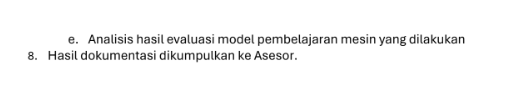 e. Analisis hasil evaluasi model pembelajaran mesin yang dilakukan
8. Hasil dokumentasi dikumpulkan ke Asesor.